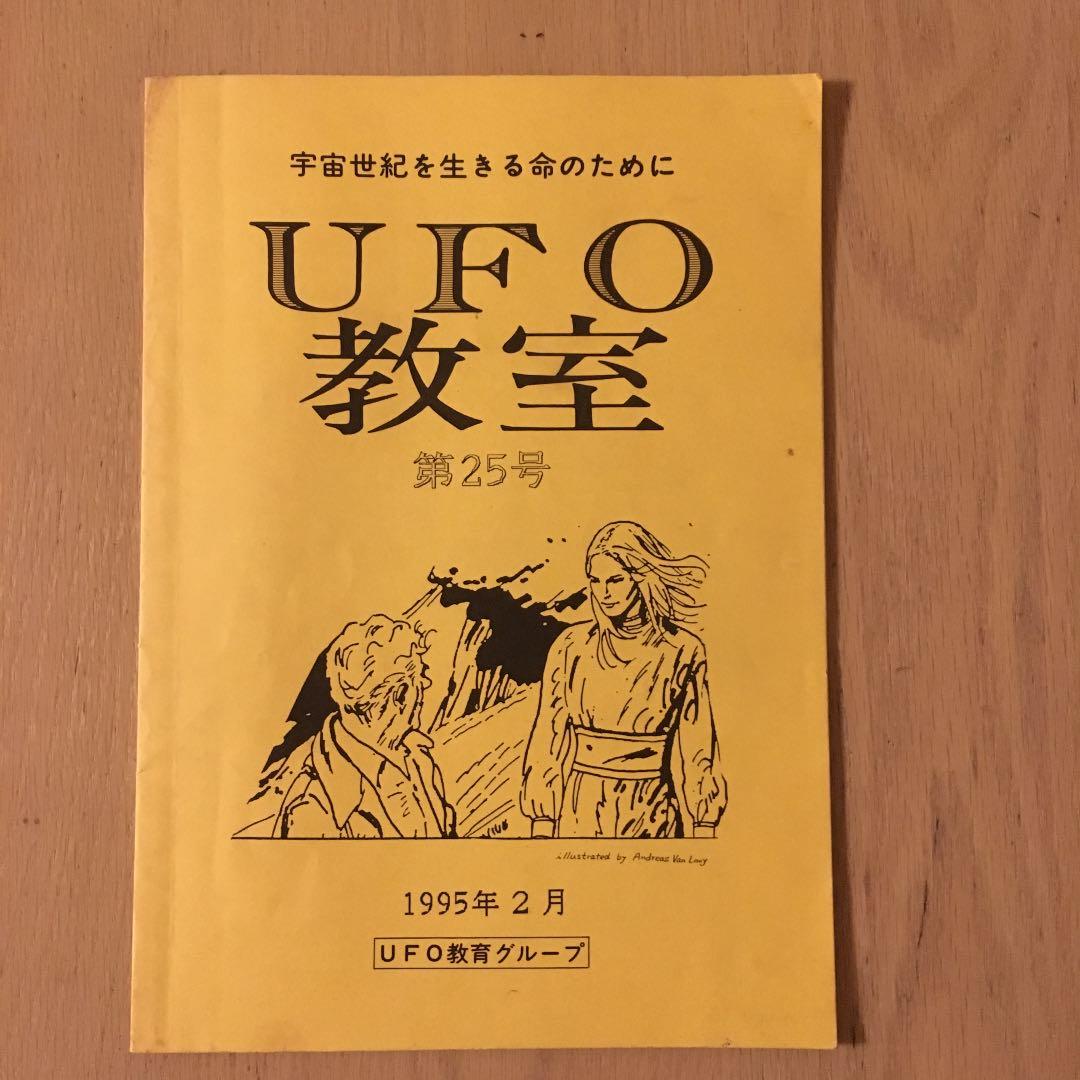 宇宙世紀を生きる命のために
UFO
教室
第25号
illustrated by Andreas Van
1995年2月
UFO教育グループ